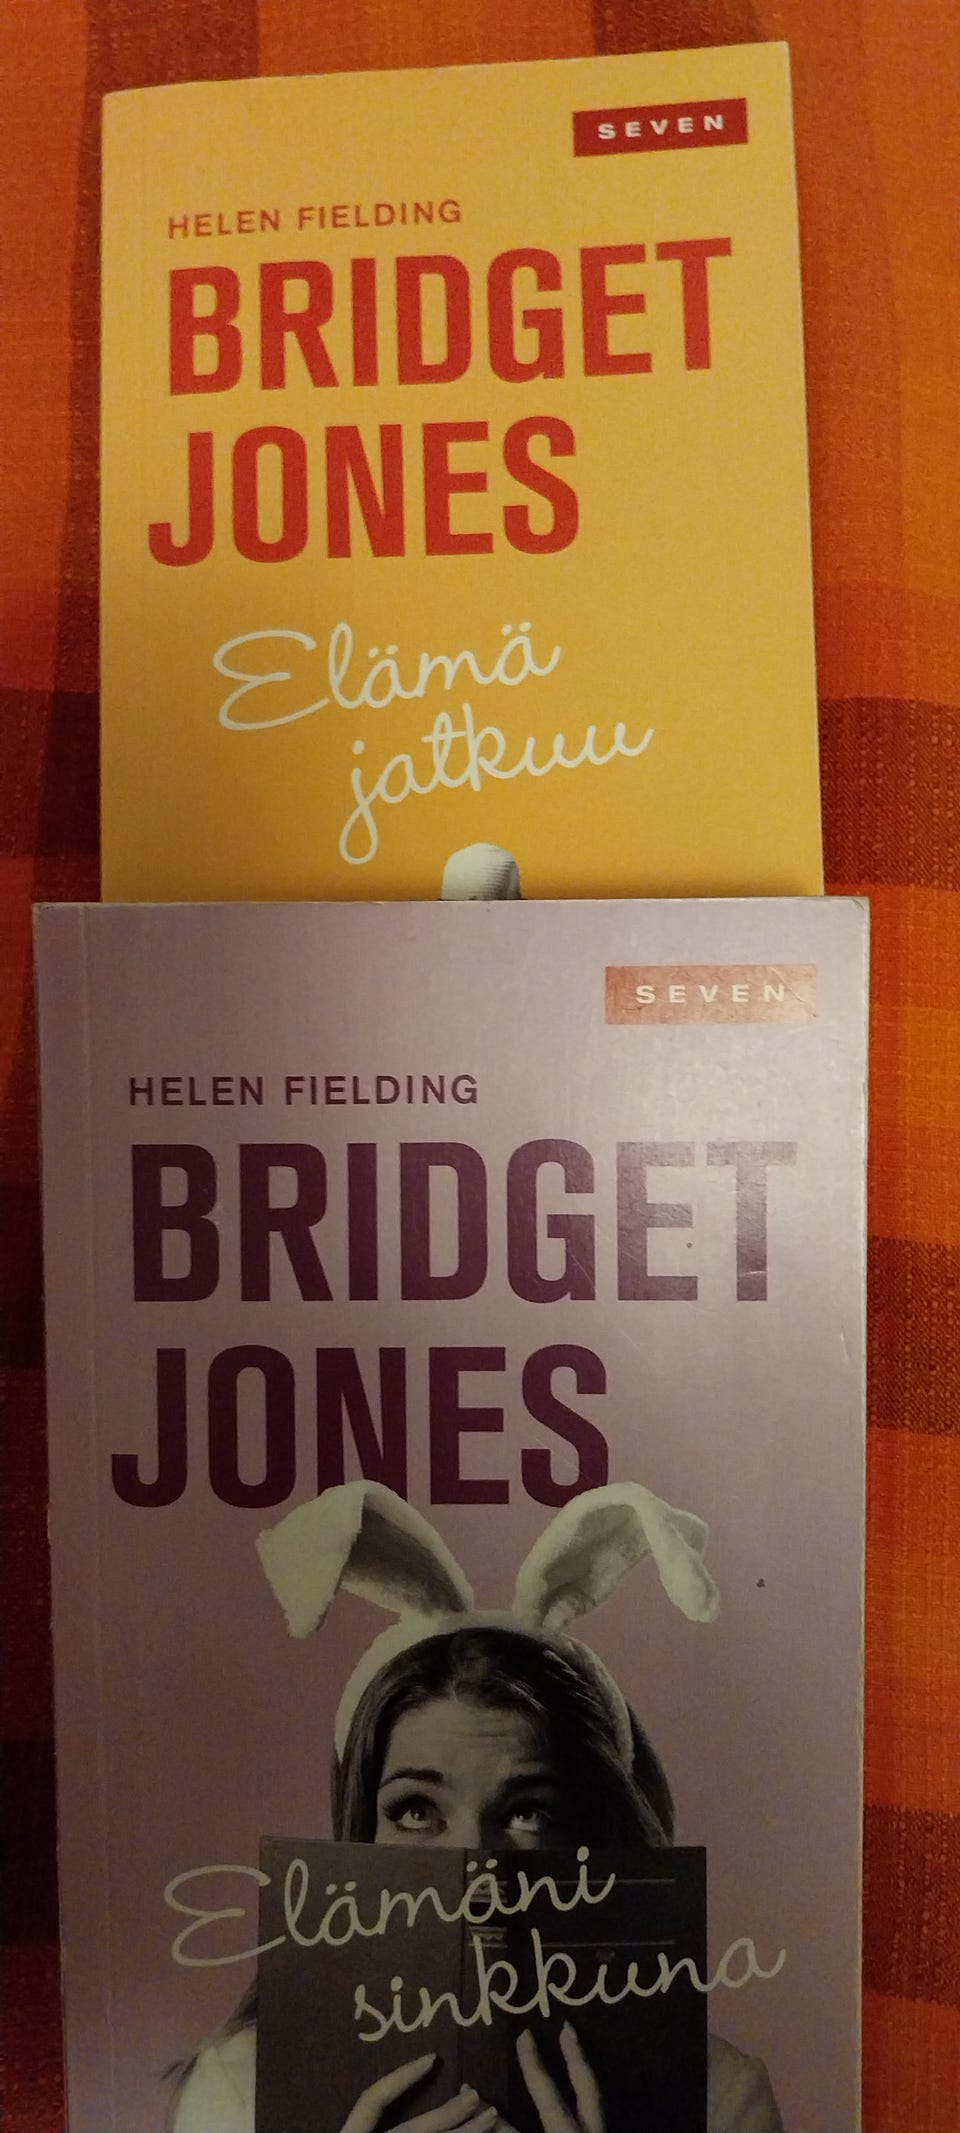 SEVEN
HELEN FIELDING
BRIDGET
JONES
Elämä
jatkuu
SEVEN
HELEN FIELDING
BRIDGET
JONES
Elämäni
sinkkuna